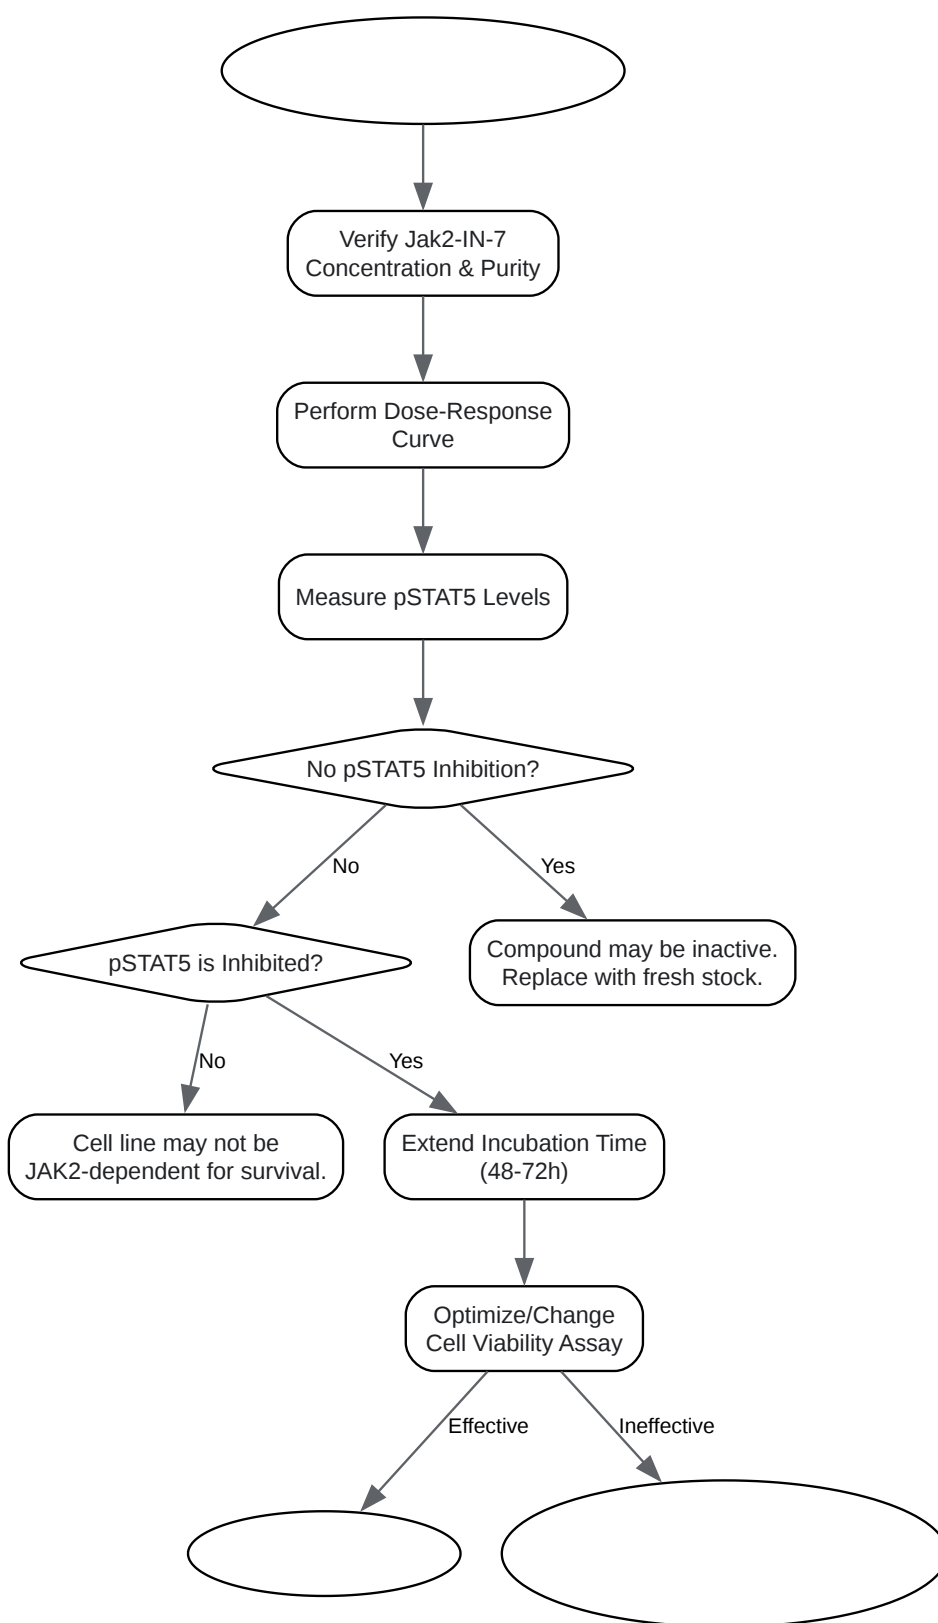 Verify Jak2-IN-7
Concentration & Purity
Perform Dose-Response
Curve
Measure pSTAT5 Levels
No pSTAT5 Inhibition?
No
Yes
pSTAT5 is Inhibited?
Compound may be inactive.
Replace with fresh stock.
No
Yes
Cell line may not be
JAK2-dependent for survival.
Extend Incubation Time
(48-72h)
Optimize/Change
Cell Viability Assay
Effective
Ineffective